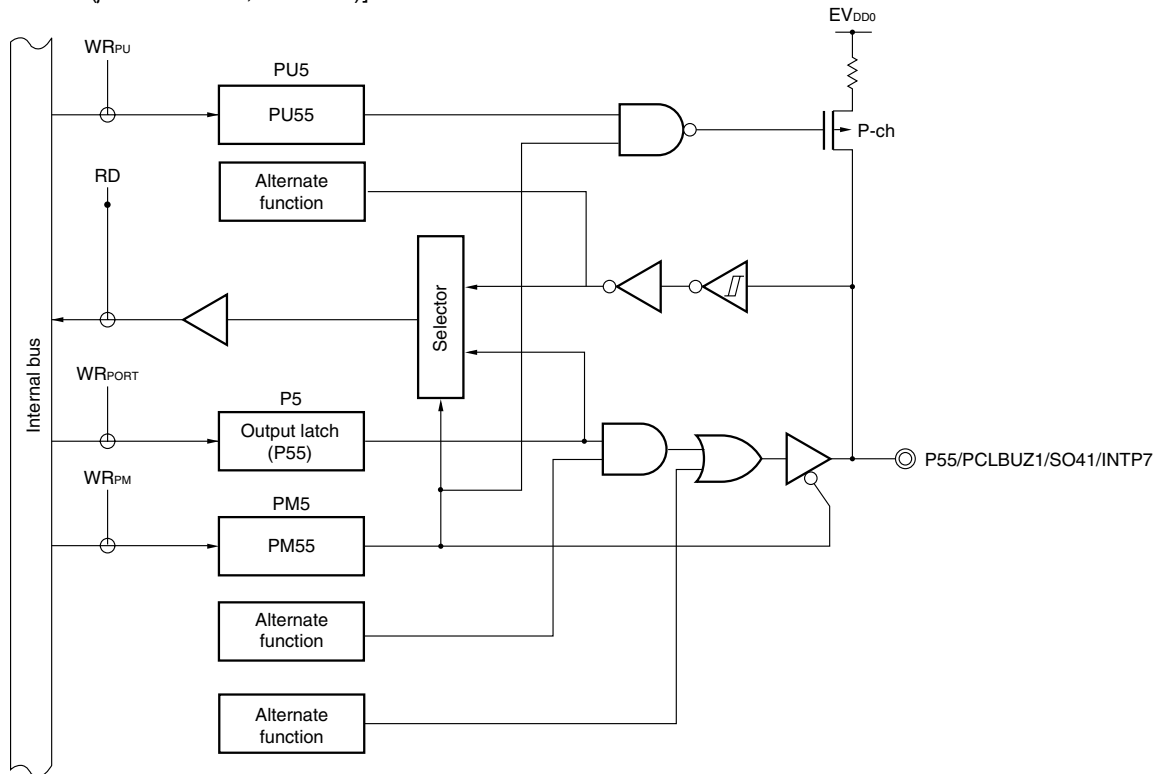 EVDD0
WRPU
PU5
PU55
P-ch
RD
Alternate
function
Selector
Internal bus
WRPORT
P5
Output latch
(P55)
P55/PCLBUZ1/SO41/INTP7
WRPM
PM5
PM55
Alternate
function
Alternate
function